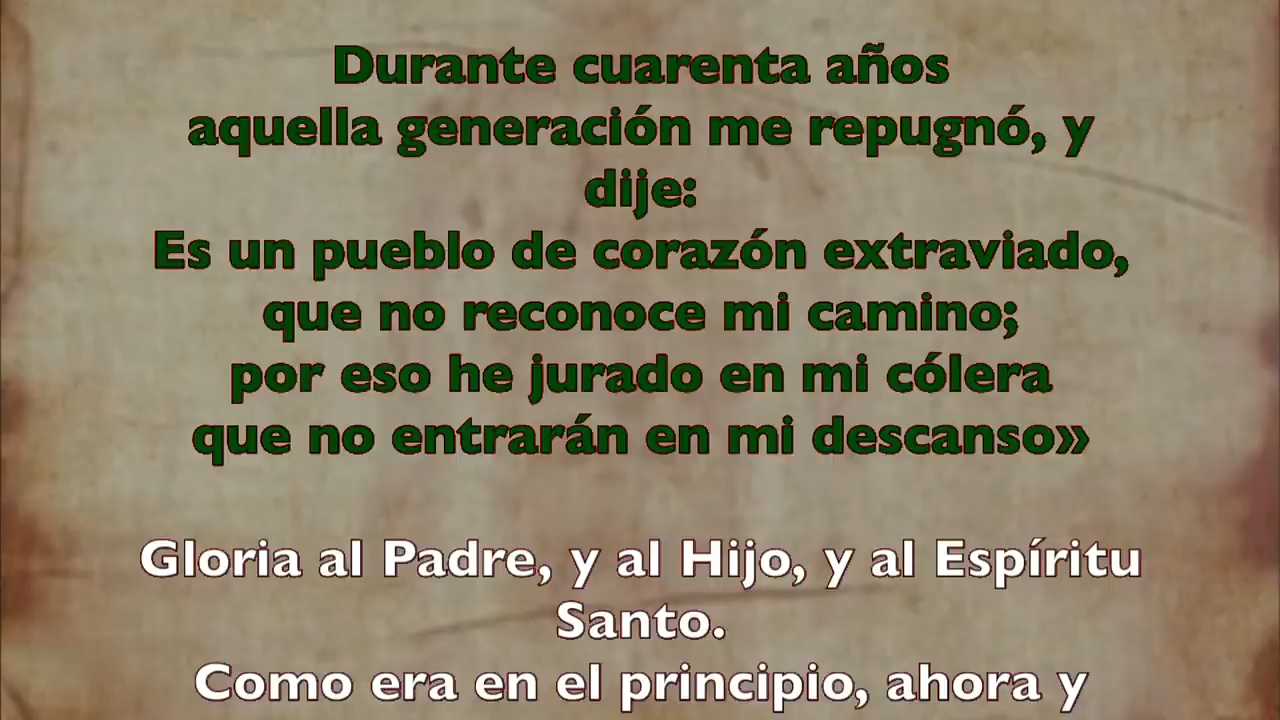 Durante cuarenta años
aquella generación me repugnó, y
dije:
Es un pueblo de corazón extraviado,
que no reconoce mi camino;
por eso he jurado en mi cólera
que no entrarán en mi descanso»
Gloria al Padre, y al Hijo, y al Espíritu
Santo.
Como era en el principio, ahora y